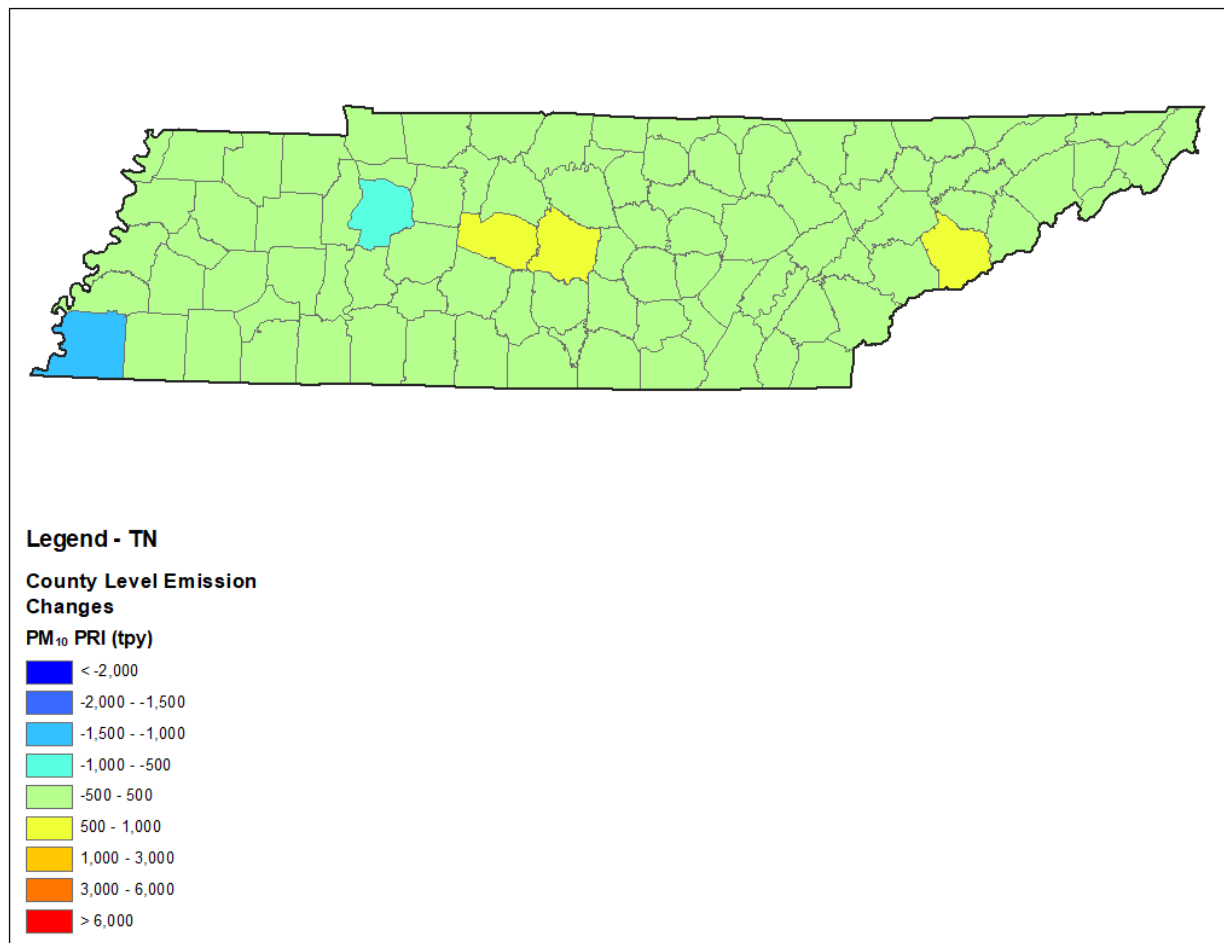 Legend - TN
County Level Emission
Changes
PM₁₀ PRI (tpy)
< -2,000
-2,000 - -1,500
-1,500 - -1,000
-1,000 - -500
-500 - 500
500 - 1,000
1,000 - 3,000
3,000 - 6,000
> 6,000